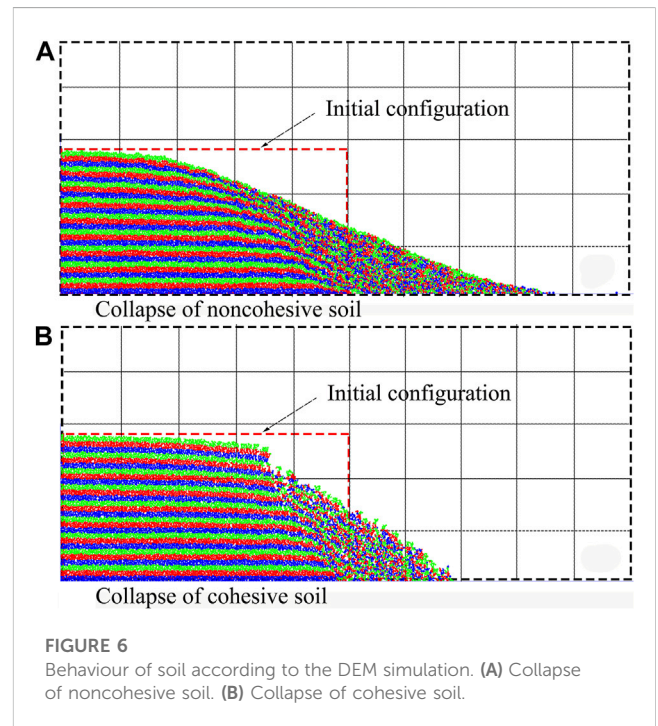 A
Initial configuration
Collapse of noncohesive soil
B
Initial configuration
Collapse of cohesive soil
FIGURE 6
Behaviour of soil according to the DEM simulation. (A) Collapse
of noncohesive soil. (B) Collapse of cohesive soil.